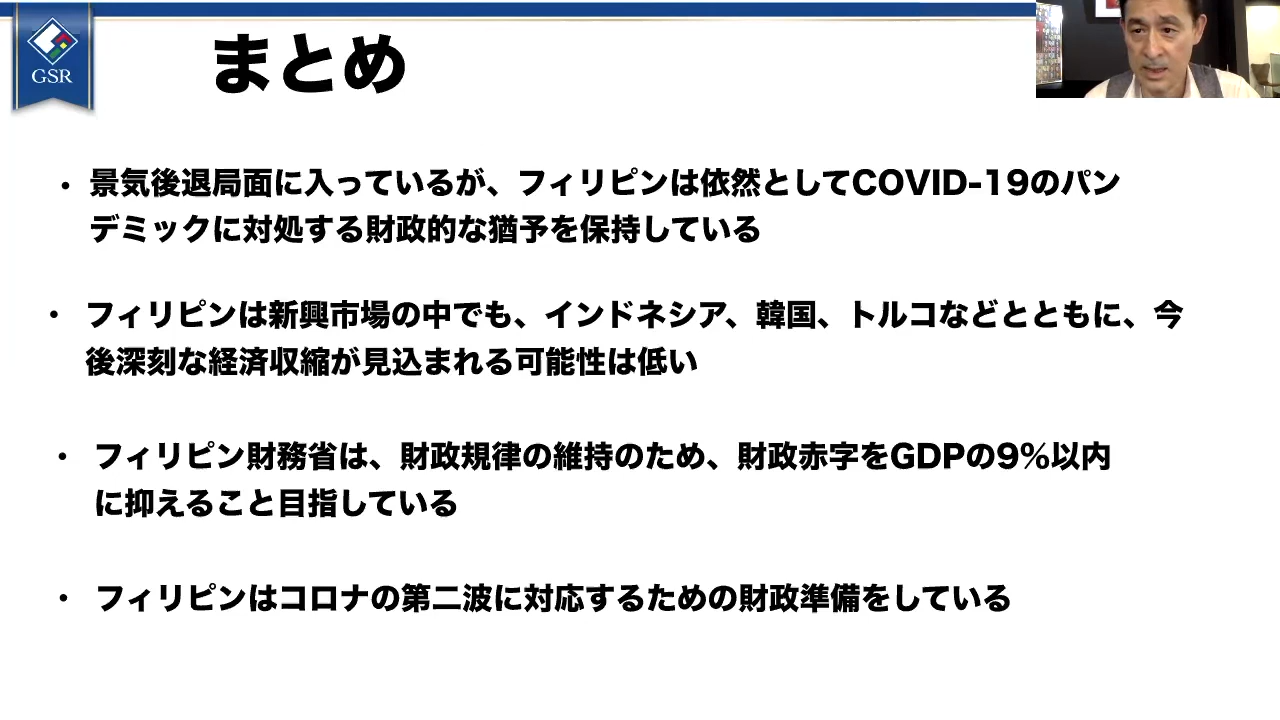 GSR
まとめ
・景気後退局面に入っているが、フィリピンは依然としてCOVID-19のパン
デミックに対処する財政的な猶予を保持している
・フィリピンは新興市場の中でも、インドネシア、韓国、トルコなどとともに、今
後深刻な経済収縮が見込まれる可能性は低い
・フィリピン財務省は、財政規律の維持のため、財政赤字をGDPの9%以内
に抑えること目指している
・フィリピンはコロナの第二波に対応するための財政準備をしている